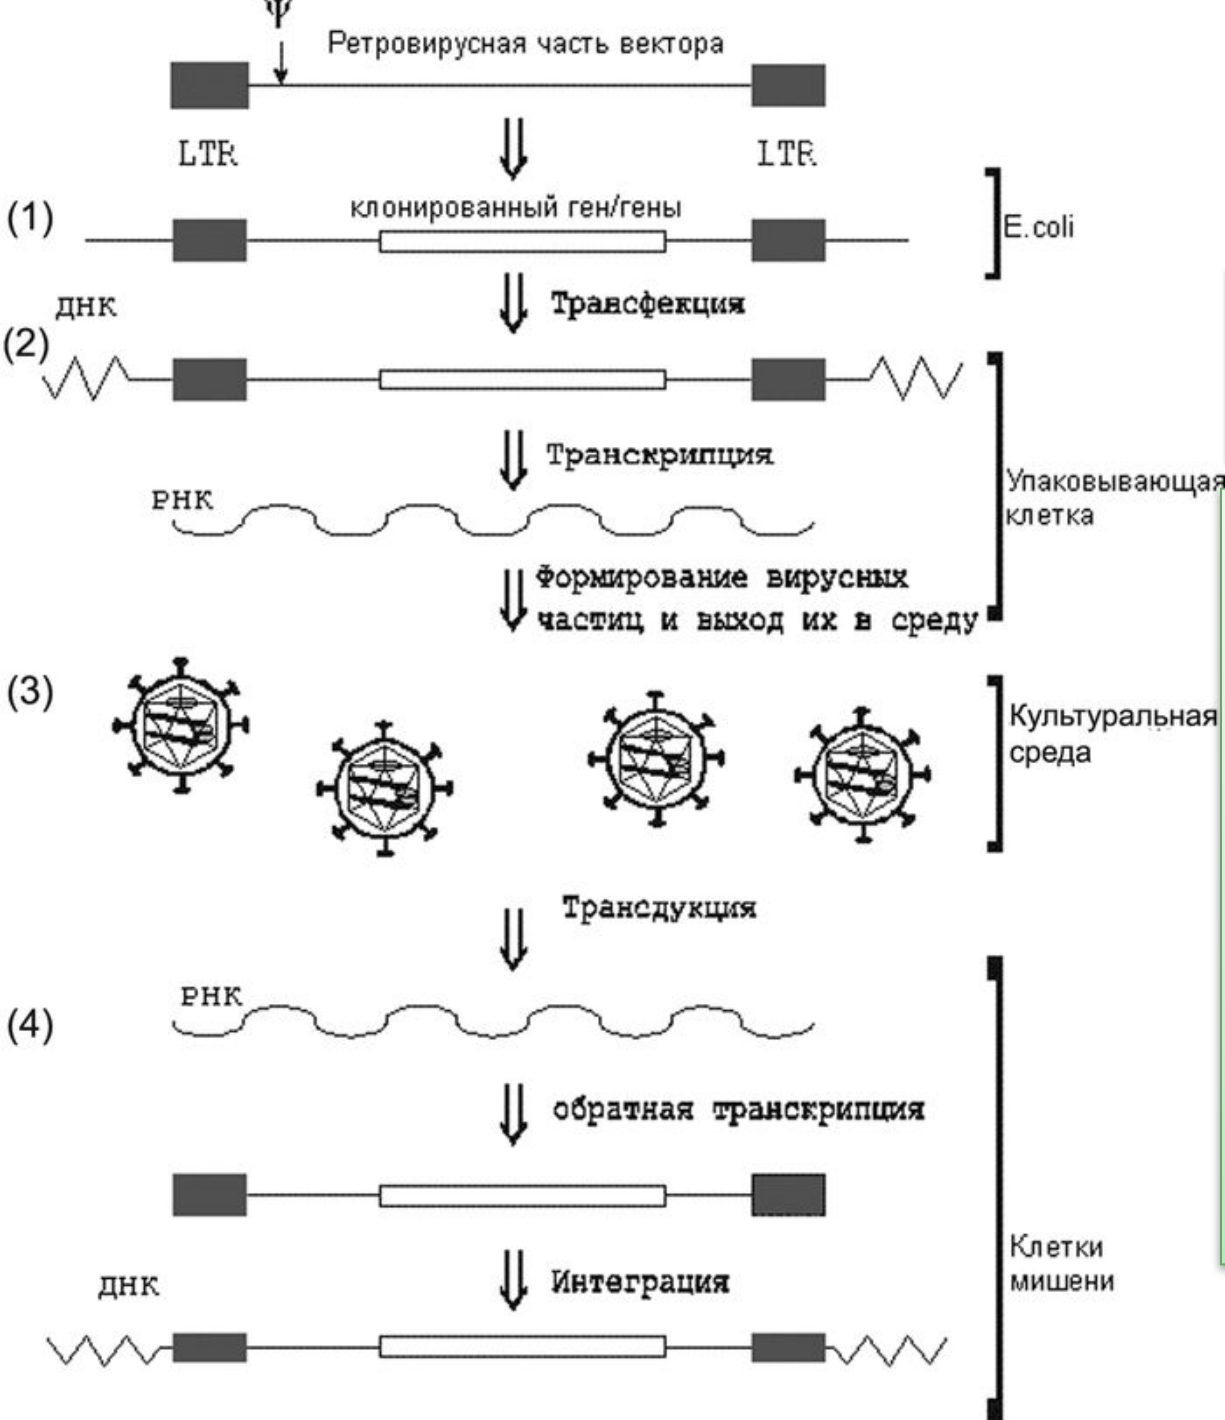 Ψ
Ретровирусная часть вектора
LTR
LTR
(1)
клонированный ген/гены
E.coli
ДНК
Трансфекция
(2)
Транскрипция
РНК
Упаковывающая
клетка
Формирование вирусных
частиц и выход их в среду
(3)
Культуральная
среда
Трансдукция
РНК
(4)
обратная транскрипция
Клетки
мишени
ДНК
Интеграция